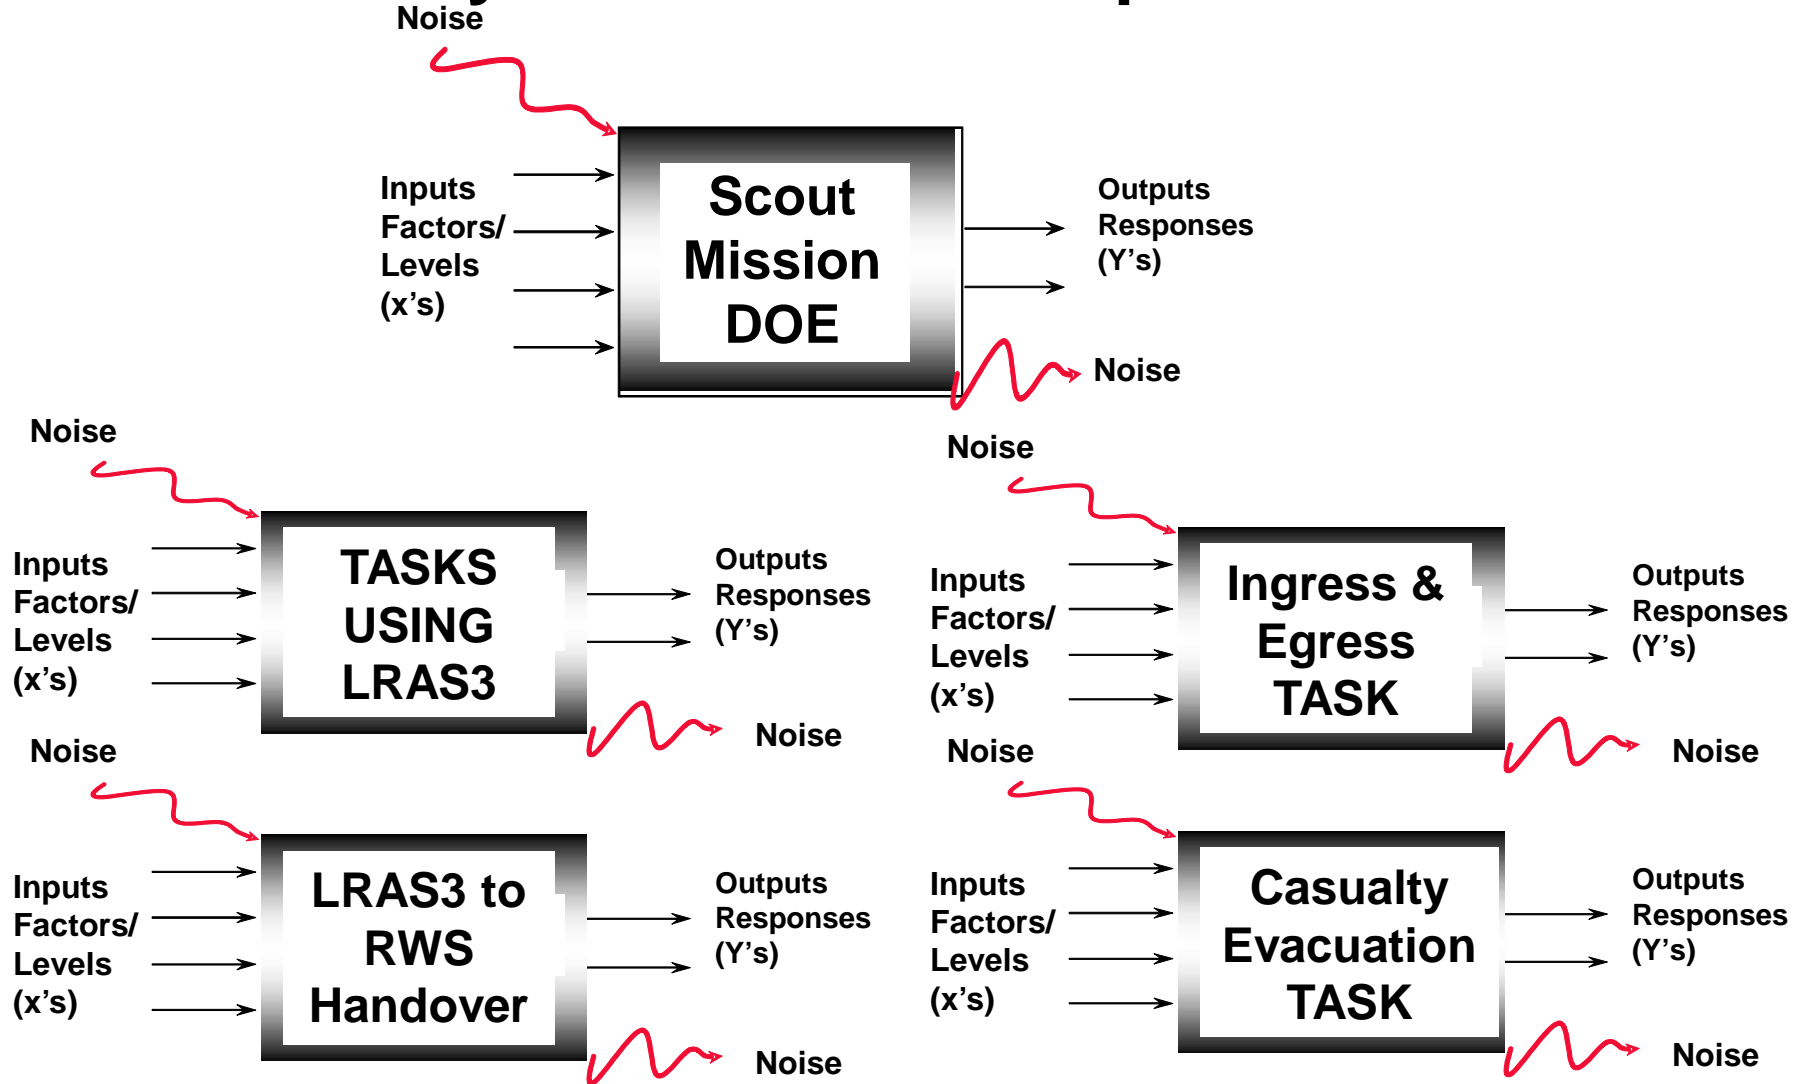 Noise
Inputs
Factors/
Levels
(x's)
Scout
Mission
DOE
Outputs
Responses
(Y's)
Noise
Noise
Inputs
Factors/
Levels
(x's)
TASKS
USING
LRAS3
Outputs
Responses
(Y's)
Noise
Noise
Inputs
Factors/
Levels
(x's)
Ingress &
Egress
TASK
Outputs
Responses
(Y's)
Noise
Noise
Inputs
Factors/
Levels
(x's)
LRAS3 to
RWS
Handover
Outputs
Responses
(Y's)
Noise
Noise
Inputs
Factors/
Levels
(x's)
Casualty
Evacuation
TASK
Outputs
Responses
(Y's)
Noise